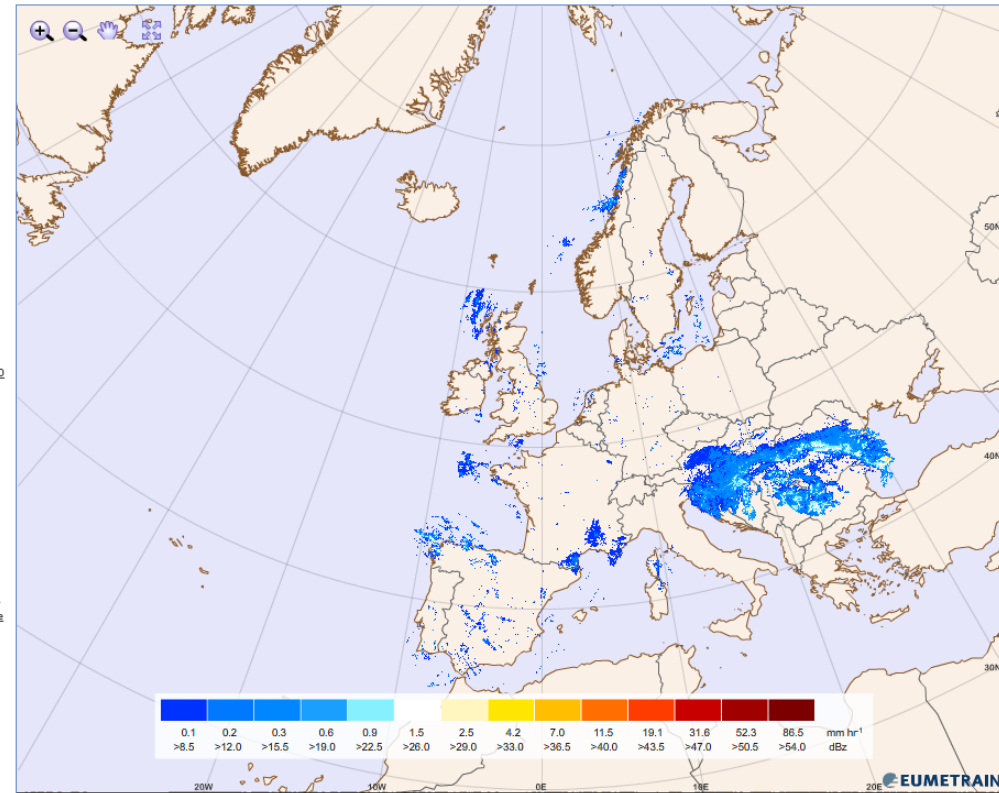 50N
40N
30N
0.1 0.2 0.3 0.6 0.9 1.5 2.5 4.2 7.0 11.5 19.1 31.6 52.3 86.5 mm hr⁻¹
>8.5 >12.0 >15.5 >19.0 >22.5 >26.0 >29.0 >33.0 >36.5 >40.0 >43.5 >47.0 >50.5 >54.0 dBz
20W 10W 0E 10E 20E
EUMETRAIN